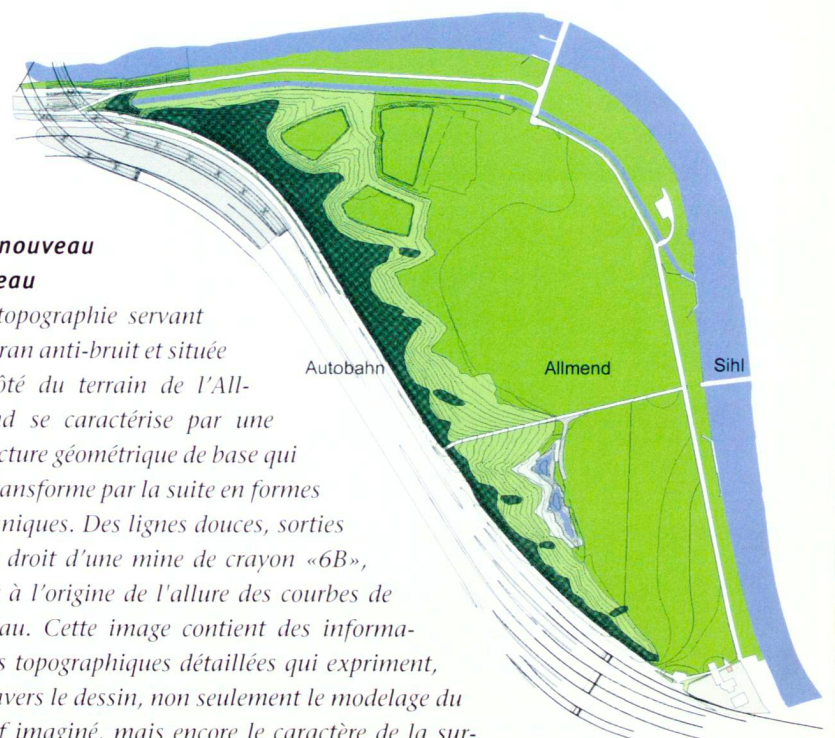 nouveau
eau
topographie servant
ran anti-bruit et située
ôté du terrain de l'All-
d se caractérise par une
cture géométrique de base qui
ansforme par la suite en formes
niques. Des lignes douces, sorties
droit d'une mine de crayon «6B»,
à l'origine de l'allure des courbes de
au. Cette image contient des informa-
s topographiques détaillées qui expriment,
avers le dessin, non seulement le modelage du
f imaginé, mais encore le caractère de la sur-
Autobahn
Allmend
Sihl